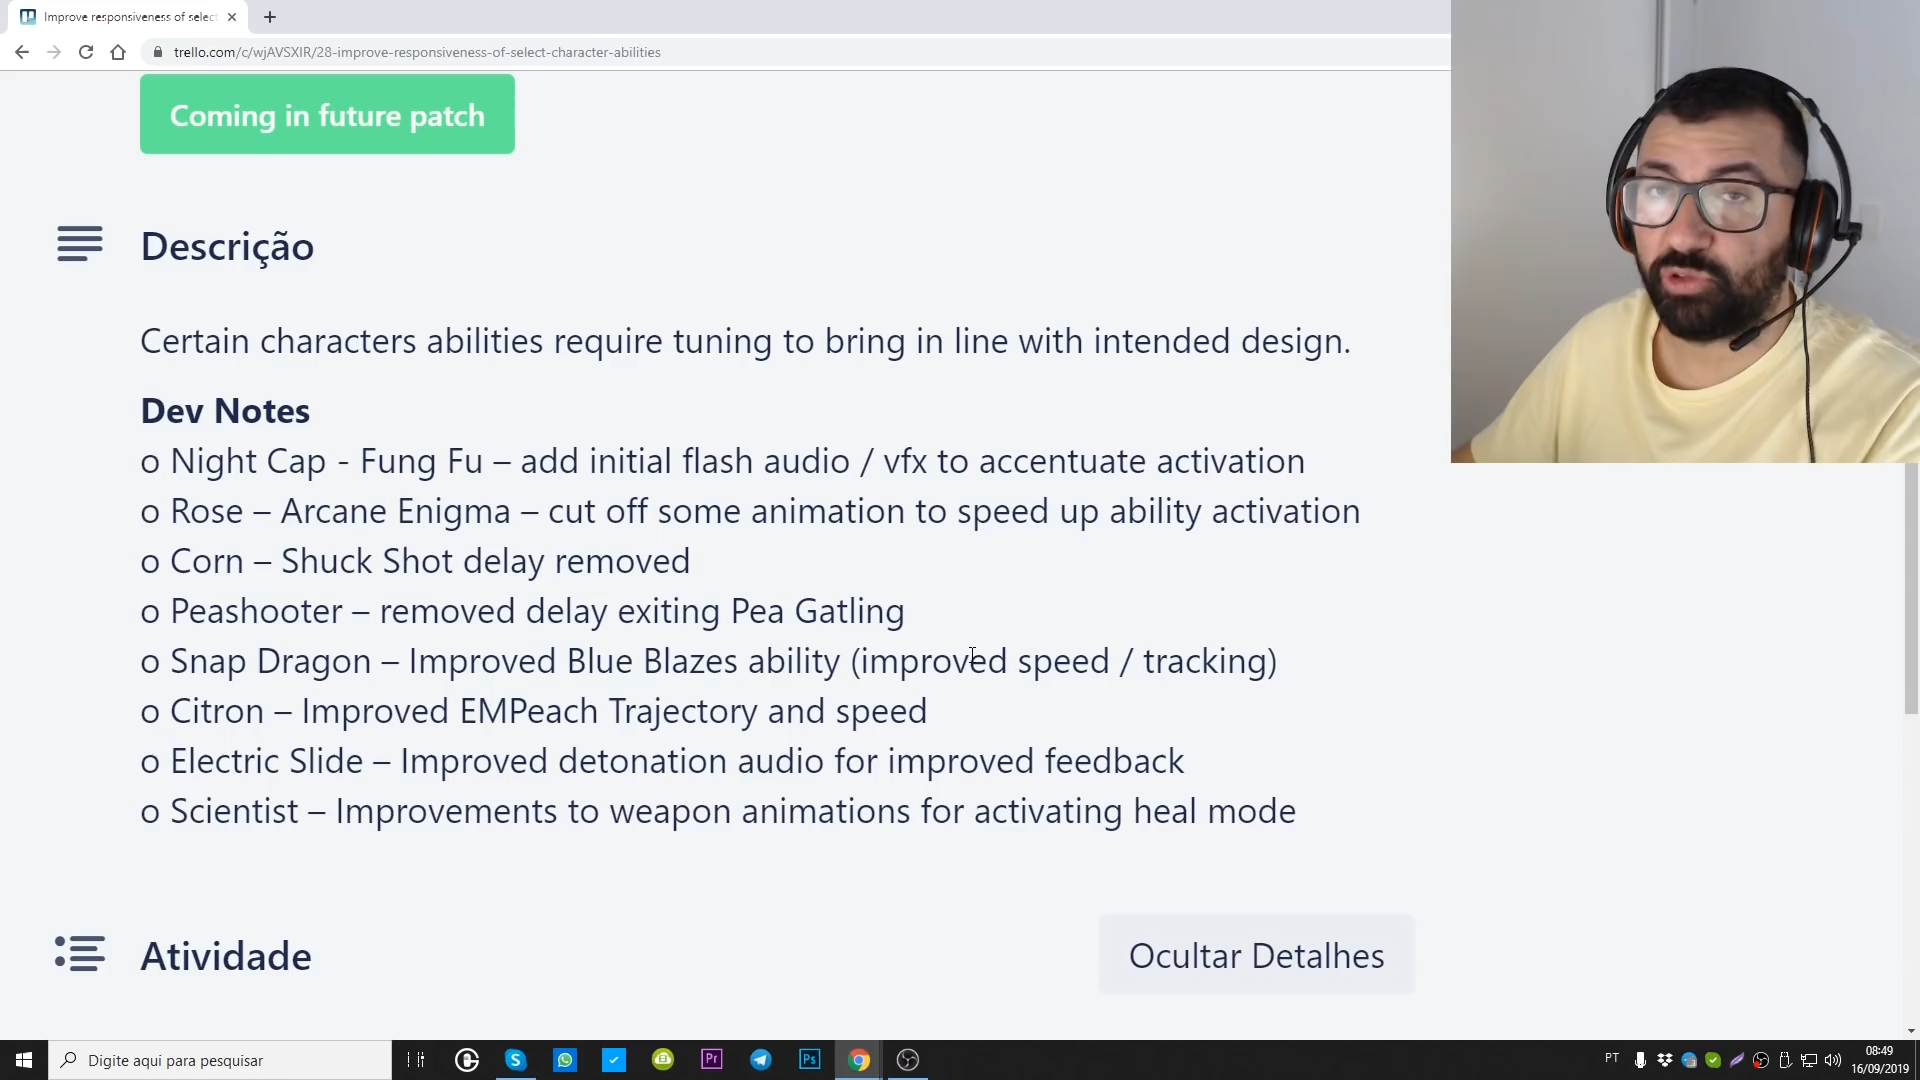 Improve responsiveness of select
trello.com/c/wjAVSXIR/28-improve-responsiveness-of-select-character-abilities
Coming in future patch
Descrição
Certain characters abilities require tuning to bring in line with intended design.
Dev Notes
o Night Cap - Fung Fu – add initial flash audio / vfx to accentuate activation
o Rose – Arcane Enigma – cut off some animation to speed up ability activation
o Corn – Shuck Shot delay removed
o Peashooter – removed delay exiting Pea Gatling
o Snap Dragon – Improved Blue Blazes ability (improved speed / tracking)
o Citron – Improved EMPeach Trajectory and speed
o Electric Slide – Improved detonation audio for improved feedback
o Scientist – Improvements to weapon animations for activating heal mode
Atividade
Ocultar Detalhes
Digite aqui para pesquisar
Pr
Ps
PT
08:49
16/09/2019